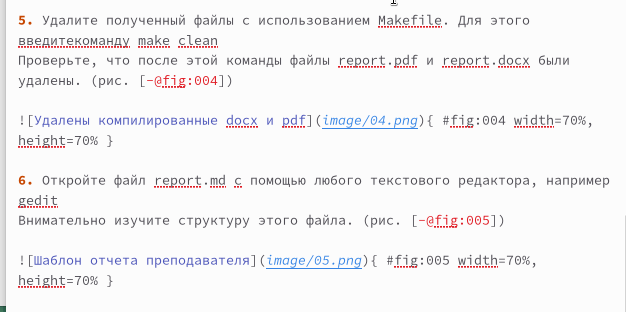 5. Удалите полученный файлы с использованием Makefile. Для этого
введитекоманду make clean
Проверьте, что после этой команды файлы report.pdf и report.docx были
удалены. (рис. [-@fig:004])
![Удалены компилированные docx и pdf](image/04.png){ #fig:004 width=70%,
height=70% }
6. Откройте файл report.md с помощью любого текстового редактора, например
gedit
Внимательно изучите структуру этого файла. (рис. [-@fig:005])
![Шаблон отчета преподавателя](image/05.png){ #fig:005 width=70%,
height=70% }